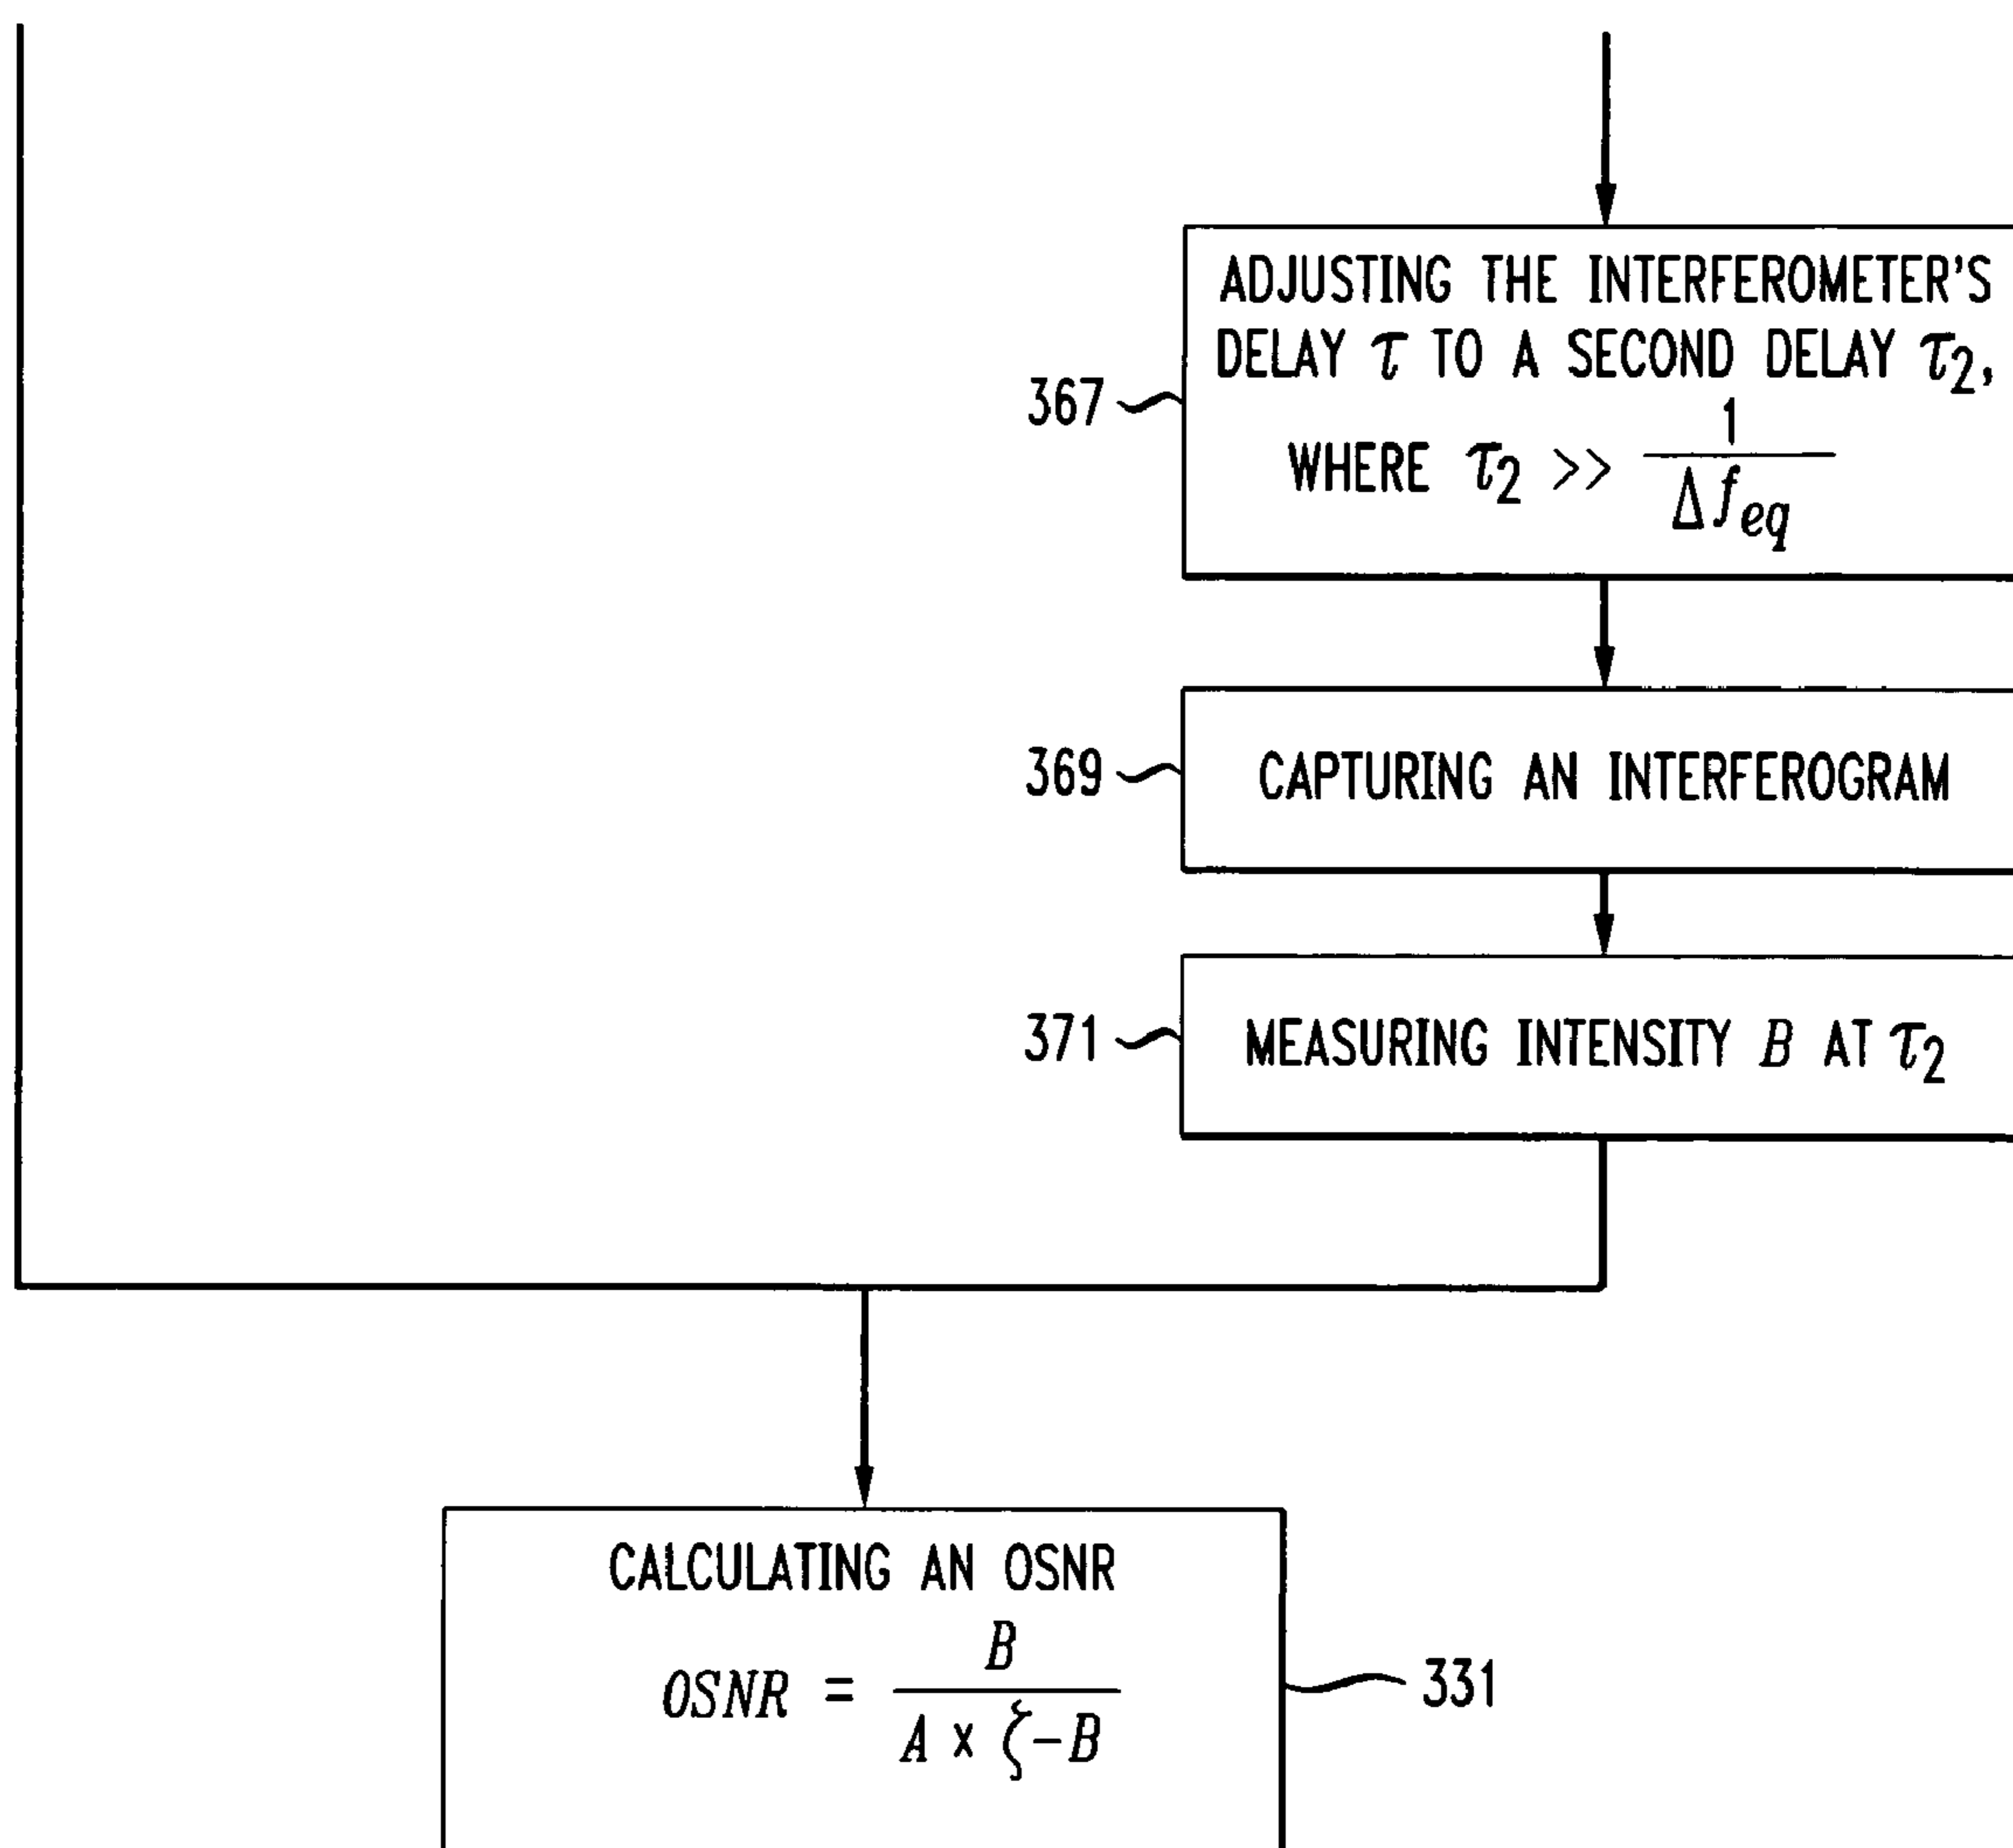 ADJUSTING THE INTERFEROMETER'S
DELAY τ TO A SECOND DELAY τ2,
367
WHERE τ2 >> 1/Δfeq
369
CAPTURING AN INTERFEROGRAM
371
MEASURING INTENSITY B AT τ2
CALCULATING AN OSNR
OSNR = B/(A × ζ-B)
331